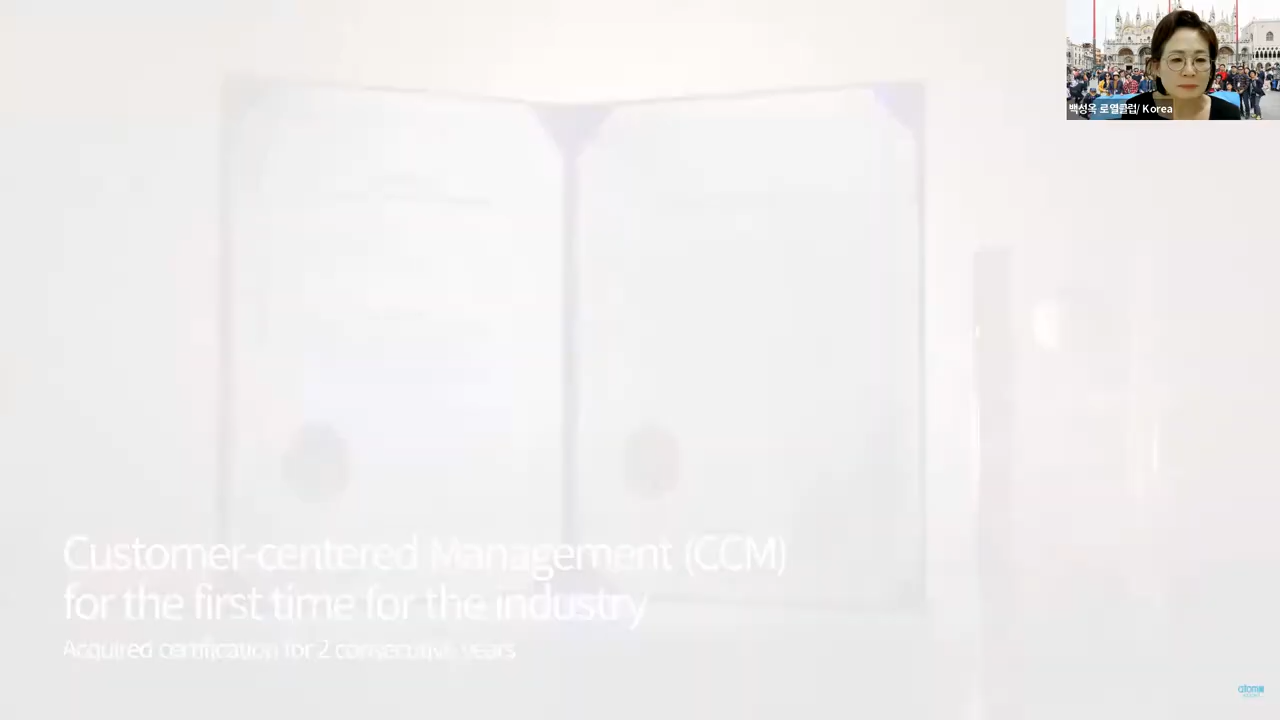 백성옥 로열클럽/ Korea
Customer-centered Management (CCM)
for the first time for the industry
Acquired certification for 2 consecutive years